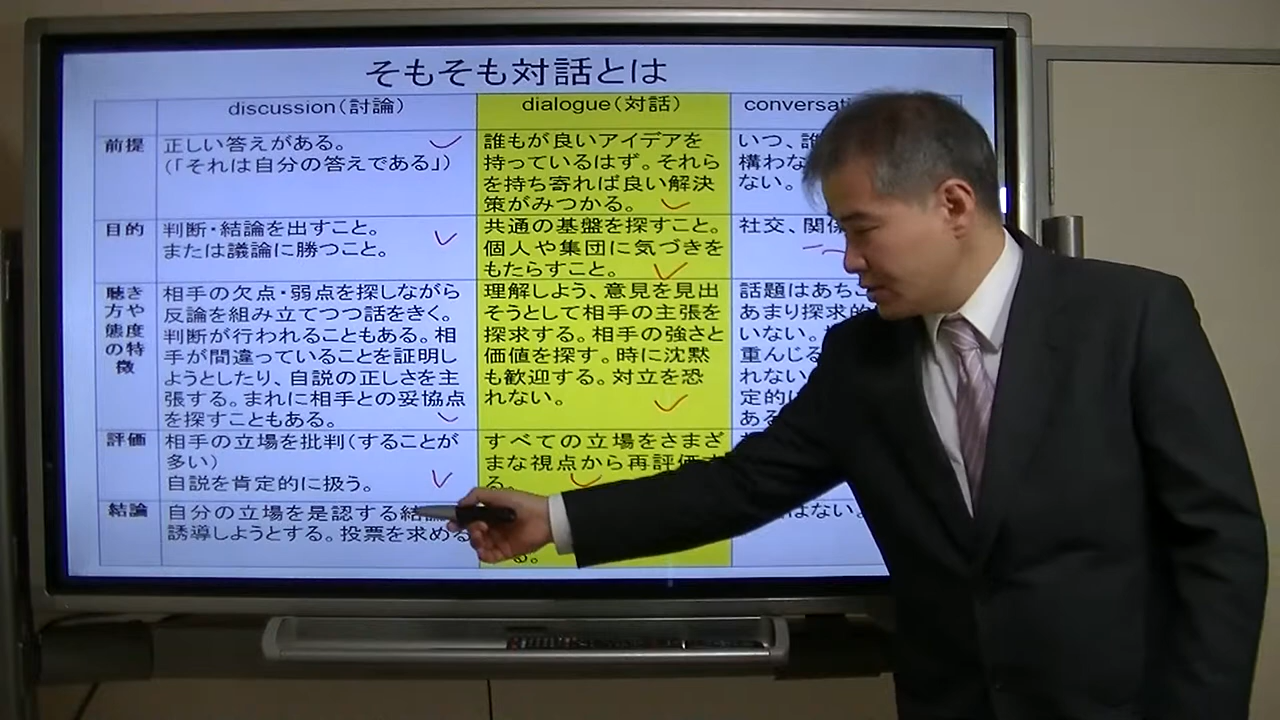 そもそも対話とは
discussion(討論)
dialogue(対話)
前提
正しい答えがある。
(「それは自分の答えである」)
誰もが良いアイデアを
持っているはず。それら
を持ち寄れば良い解決
策がみつかる。
いつ、誰
構わな
ない。
目的
判断・結論を出すこと。
または議論に勝つこと。
共通の基盤を探すこと。
個人や集団に気づきを
もたらすこと。
社交、関係
聴き
方や
態度
の特
徴
相手の欠点・弱点を探しながら
反論を組み立てつつ話をきく。
判断が行われることもある。相
手が間違っていることを証明し
ようとしたり、自説の正しさを主
張する。まれに相手との妥協点
を探すこともある。
理解しよう、意見を見出
そうとして相手の主張を
探求する。相手の強さと
価値を探す。時に沈黙
も歓迎する。対立を恐
れない。
話題はあちこ
あまり探求的
いない。
重んじる
れない
定的に
ある
評価
相手の立場を批判(することが
多い)
自説を肯定的に扱う。
すべての立場をさまざ
まな視点から再評価す
る。
結論
自分の立場を是認する結論
誘導しようとする。投票を求める
る。
はない。